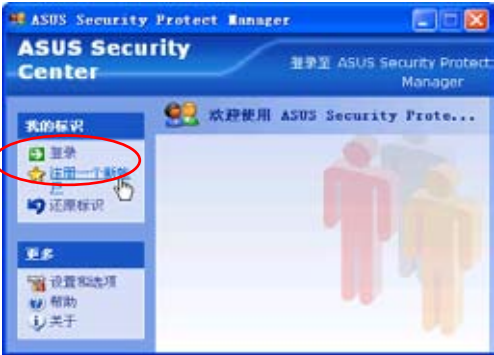 ASUS Security Protect Manager
ASUS Security
Center
登录至 ASUS Security Protect
Manager
我的标识
欢迎使用 ASUS Security Prote...
登录
注册一个新帐
户
还原标识
更多
设置和选项
帮助
关于